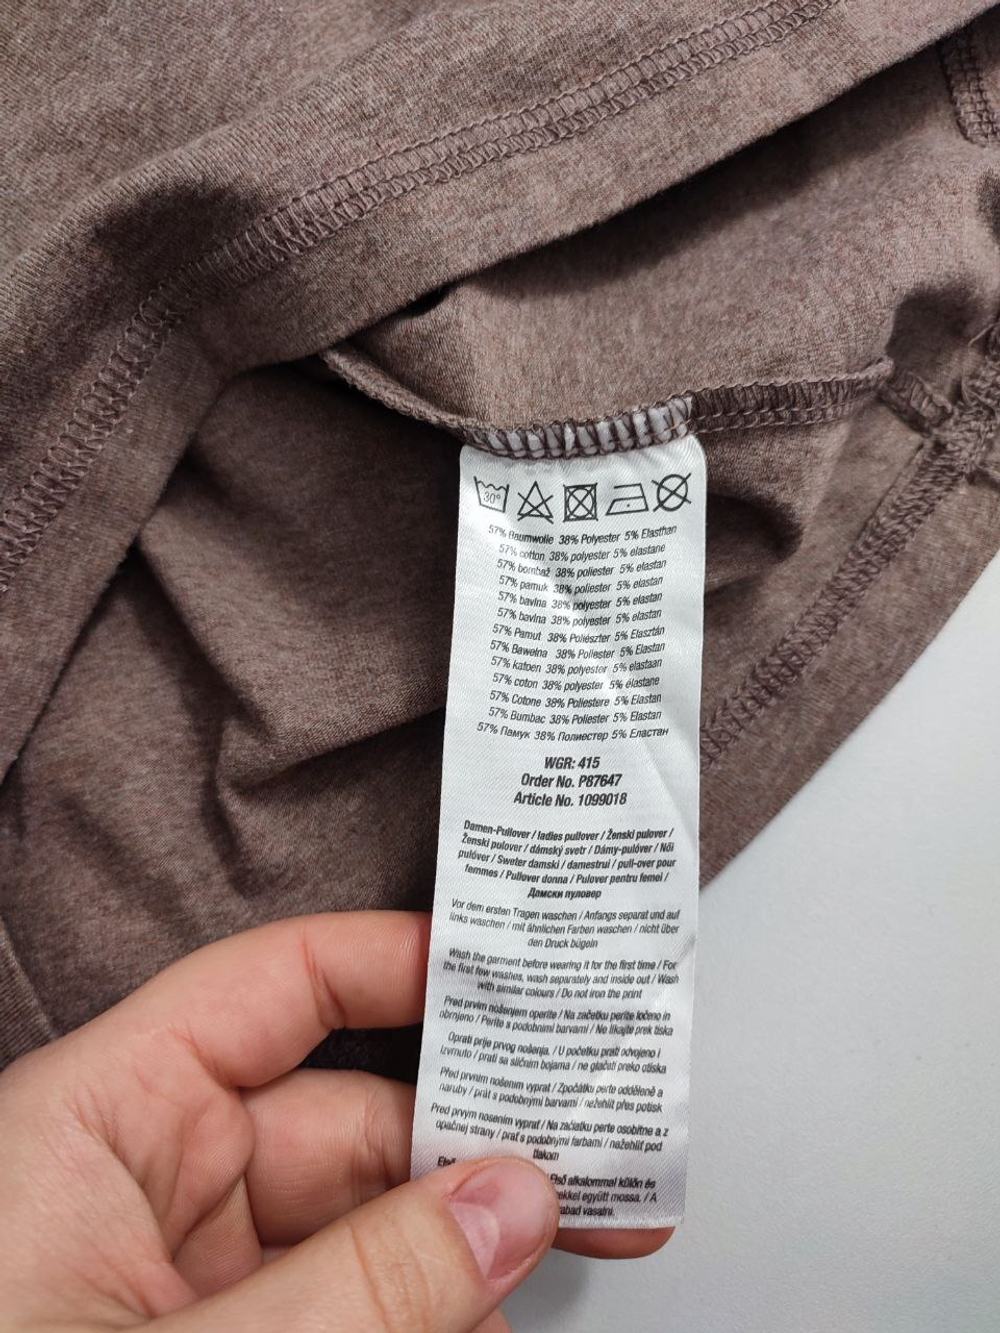 30°
57% Baumwolle 38% Polyester 5% Elasthan
57% cotton 38% polyester 5% elastane
57% bombaž 38% poliester 5% elastan
57% pamuk 38% poliester 5% elastan
57% bavlna 38% polyester 5% elastan
57% bavlna 38% polyester 5% elastan
57% Pamut 38% Poliészter 5% Elasztán
57% Bawełna 38% Poliester 5% Elastan
57% katoen 38% polyester 5% elastaan
57% coton 38% polyester 5% élastane
57% Cotone 38% Poliestere 5% Elastan
57% Bumbac 38% Poliester 5% Elastan
57% Памук 38% Полиестер 5% Еластан
WGR: 415
Order No. P87647
Article No. 1099018
Damen-Pullover / ladies pullover / Ženski pulover /
Ženski pulover / dámský svetr / Dámy-pulóver / Női
pulóver / Sweter damski / damestrui / pull-over pour
femmes / Pullover donna / Pulover pentru femei /
Дамски пуловер
Vor dem ersten Tragen waschen / Anfangs separat und auf
links waschen / mit ähnlichen Farben waschen / nicht über
den Druck bügeln
Wash the garment before wearing it for the first time / For
the first few washes, wash separately and inside out / Wash
with similar colours / Do not iron the print
Pred prvim nošenjem operite / Na začetku perite ločeno in
obrnjeno / Perite s podobnimi barvami / Ne likajte prek tiska
Oprati prije prvog nošenja. / U početku prati odvojeno i
izvrnuto / prati sa sličnim bojama / ne glačati preko otiska
Před prvním nošením vyprat / Zpočátku perte odděleně a
naruby / prát s podobnými barvami / nežehlit přes potisk
Pred prvým nosením vyprať / Na začiatku perte osobitne a z
opačnej strany / prať s podobnými farbami / nažehliť pod
tlakom
Első alkalommal külön és
együtt mossa. / A
vasalni.